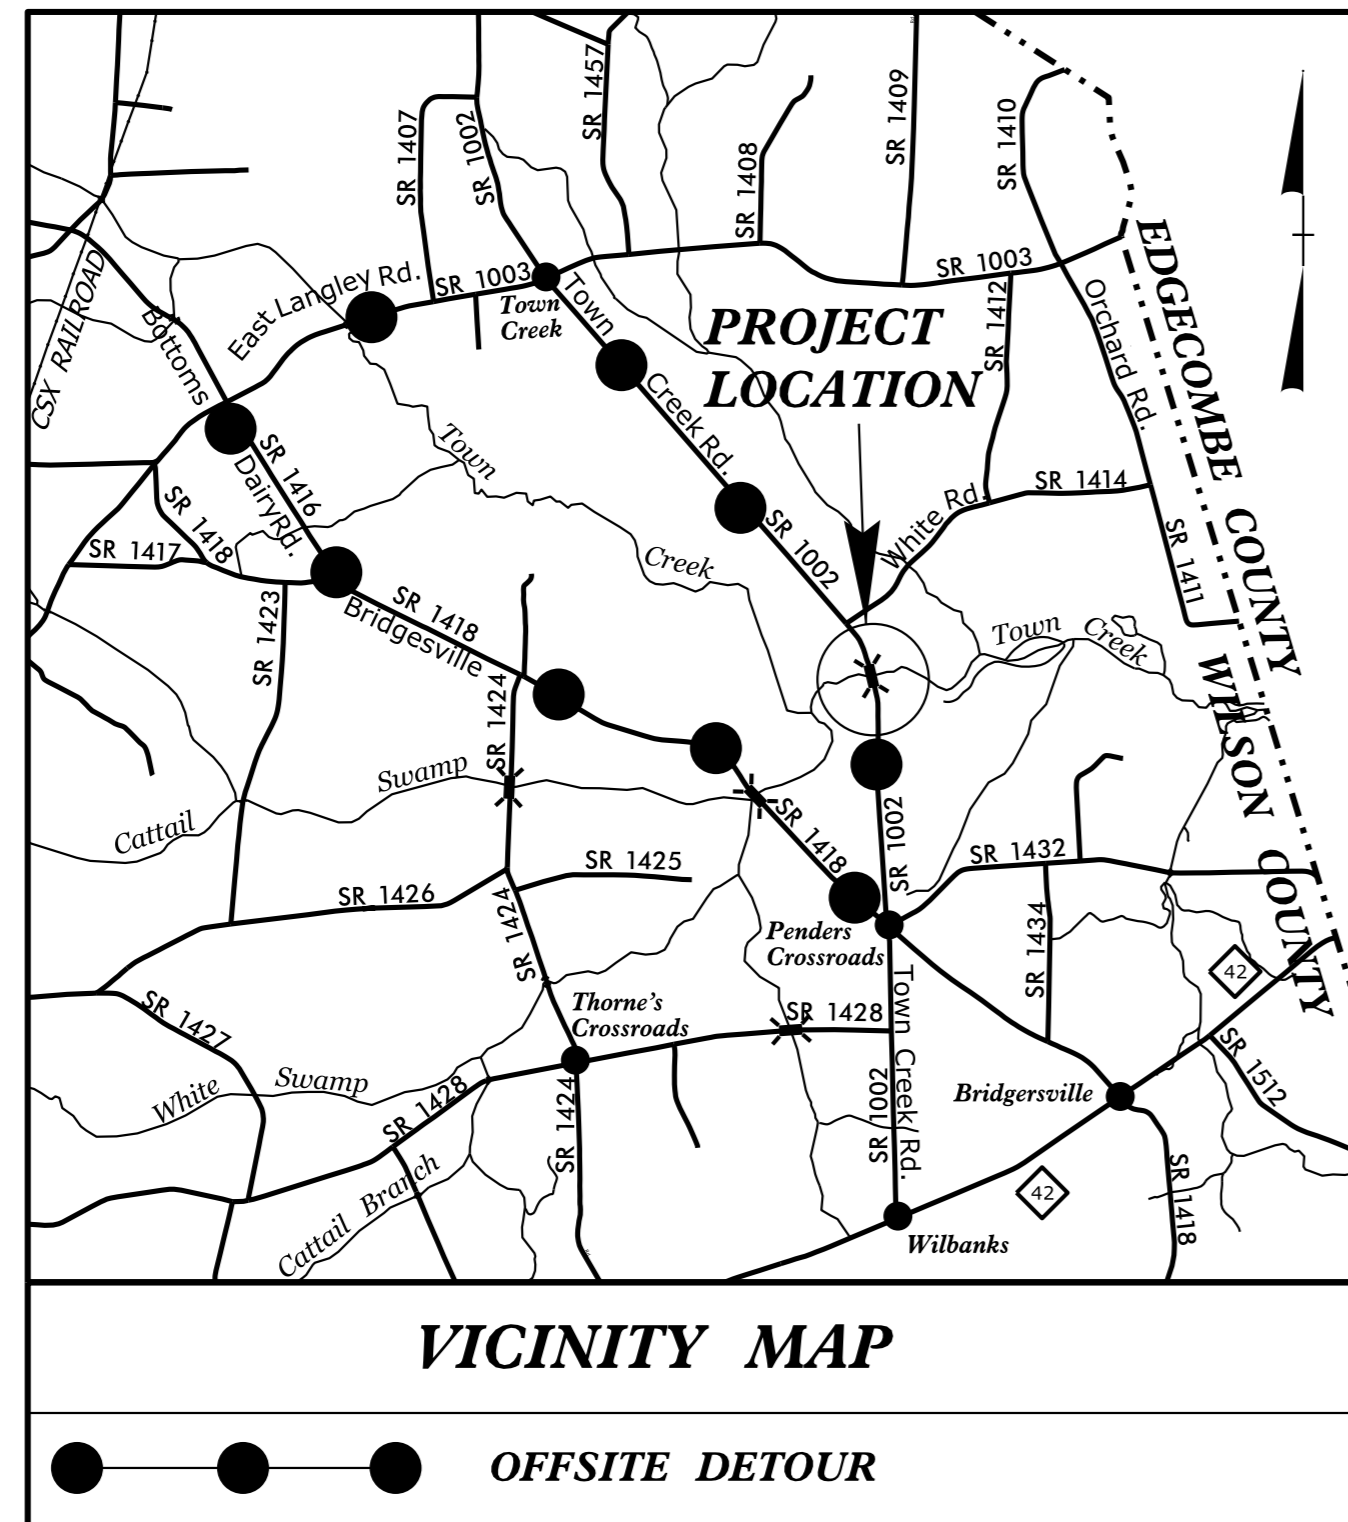 SR 1457
SR 1409
SR 1407
SR 1002
SR 1408
SR 1410
EDGECOMBE COUNTY
CSX RAILROAD
East Langley Rd.
SR 1003
SR 1003
Town
Creek
SR 1412
Orchard Rd.
PROJECT
LOCATION
Bottoms
Dairy Rd.
SR 1416
Town Creek Rd.
SR 1002
Town
Creek
White Rd.
SR 1414
SR 1411
SR 1418
SR 1417
SR 1423
SR 1418
Bridgesville
SR 1424
Town Creek
WILSON COUNTY
Swamp
Cattail
SR 1418
SR 1002
SR 1432
SR 1425
SR 1426
SR 1424
SR 1434
Penders
Crossroads
42
Thorne's
Crossroads
SR 1428
SR 1427
Town Creek Rd.
SR 1002
SR 1512
Swamp
White
SR 1428
SR 1424
Bridgersville
Cattail Branch
42
SR 1418
Wilbanks
VICINITY MAP
OFFSITE DETOUR